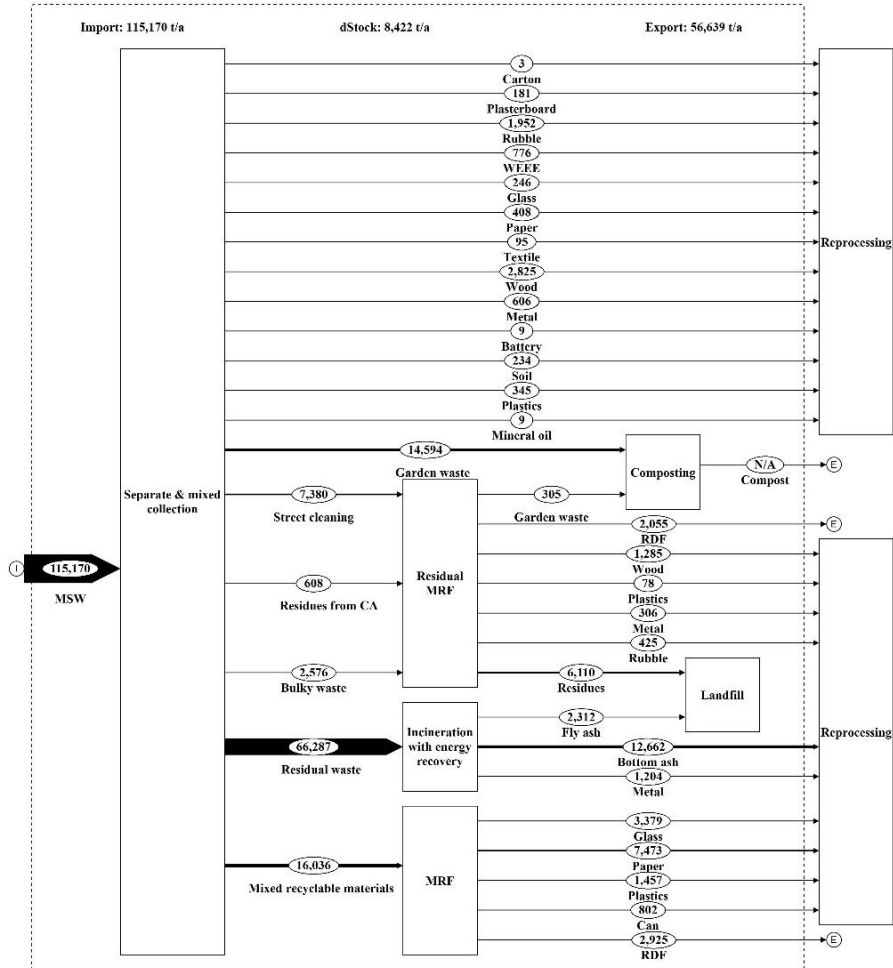 Import: 115,170 t/a
dStock: 8,422 t/a
Export: 56,639 t/a
3
Carton
181
Plasterboard
1,952
Rubble
776
WEEE
246
Glass
408
Paper
95
Textile
2,825
Wood
606
Metal
9
Battery
234
Soil
345
Plastics
9
Mineral oil
Reprocessing
14,594
Garden waste
Composting
N/A
Compost
E
Separate & mixed
collection
7,380
Street cleaning
305
Garden waste
2,055
RDF
E
I
115,170
MSW
608
Residues from CA
Residual
MRF
1,285
Wood
78
Plastics
306
Metal
425
Rubble
2,576
Bulky waste
6,110
Residues
Landfill
2,312
Fly ash
66,287
Residual waste
Incineration
with energy
recovery
12,662
Bottom ash
1,204
Metal
Reprocessing
16,036
Mixed recyclable materials
MRF
3,379
Glass
7,473
Paper
1,457
Plastics
802
Can
2,925
RDF
E